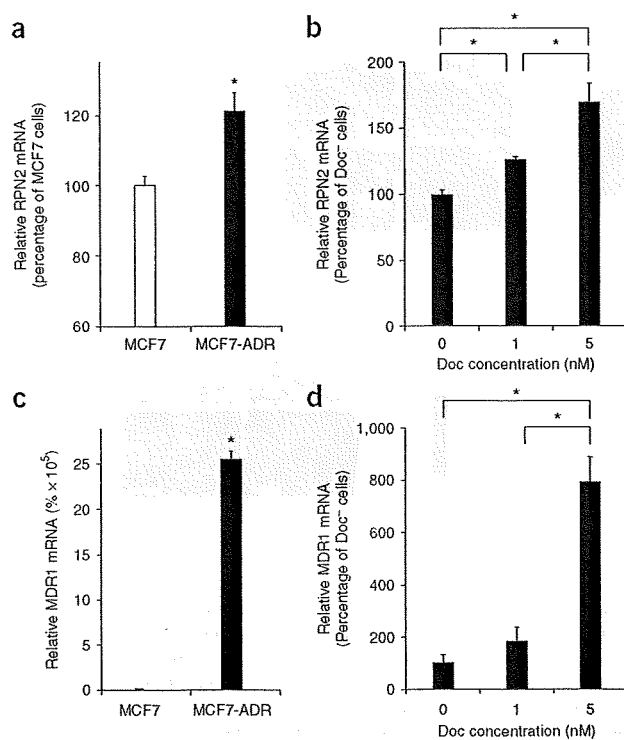 a
Relative RPN2 mRNA
(percentage of MCF7 cells)
120
100
80
60
*
MCF7
MCF7-ADR
b
Relative RPN2 mRNA
(Percentage of Doc⁻ cells)
200
150
100
50
0
*
* *
0 1 5
Doc concentration (nM)
c
Relative MDR1 mRNA (% × 10⁵)
25
20
15
10
5
0
*
MCF7
MCF7-ADR
d
Relative MDR1 mRNA
(Percentage of Doc⁻ cells)
1,000
800
600
400
200
0
*
*
0 1 5
Doc concentration (nM)